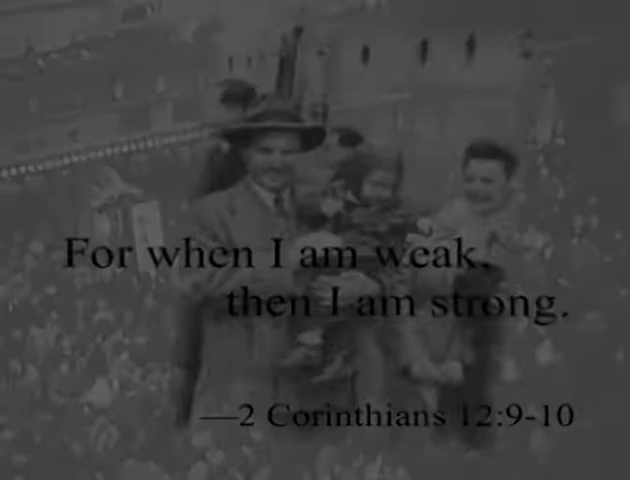 For when I am weak,
then I am strong.
—2 Corinthians 12:9-10